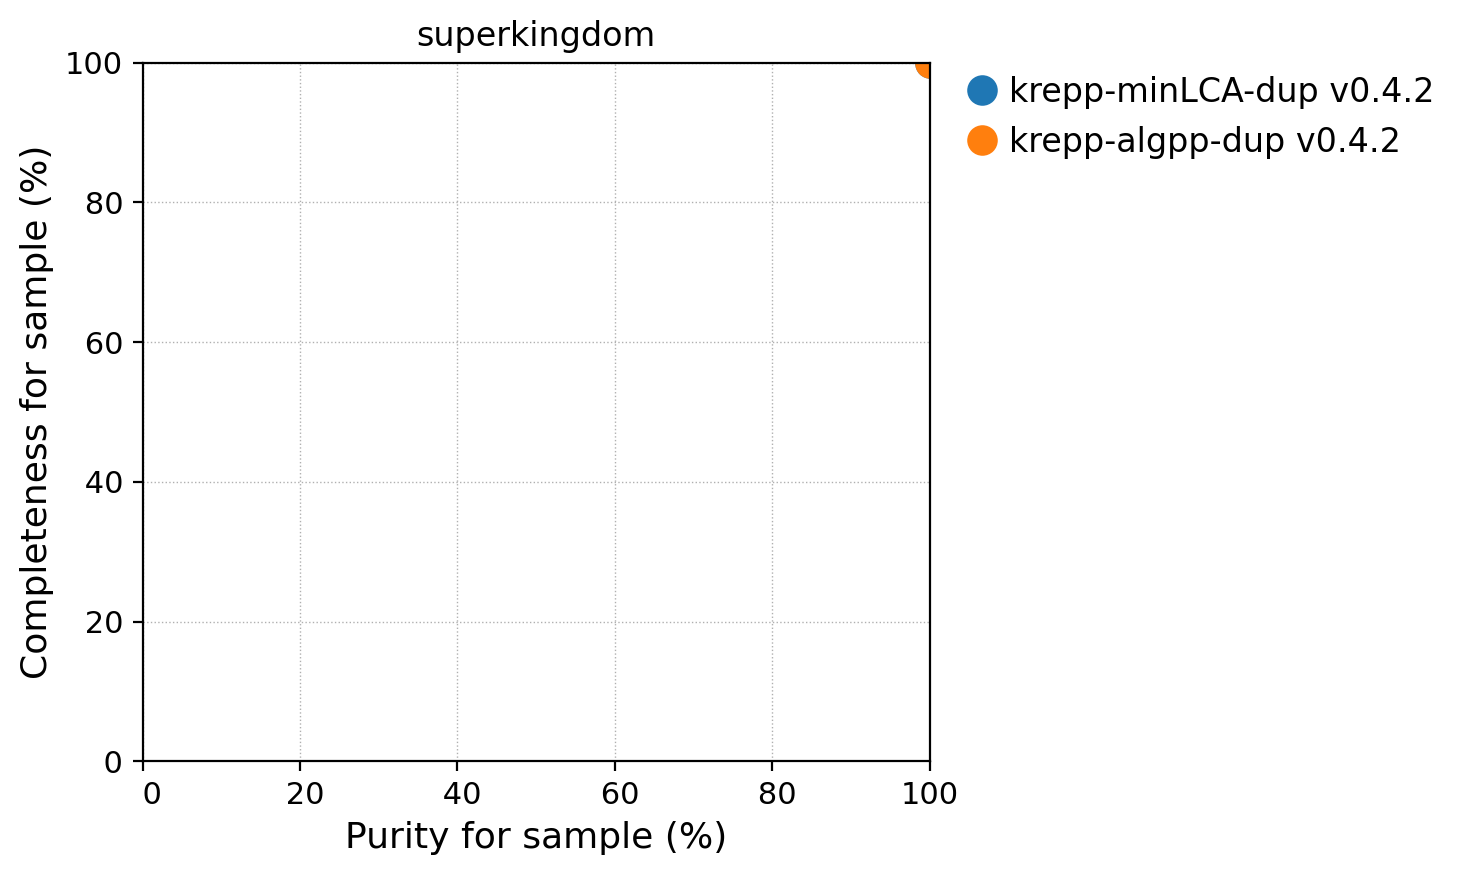 superkingdom
100
80
60
40
20
0
Completeness for sample (%)
0 20 40 60 80 100
Purity for sample (%)
krepp-minLCA-dup v0.4.2
krepp-algpp-dup v0.4.2